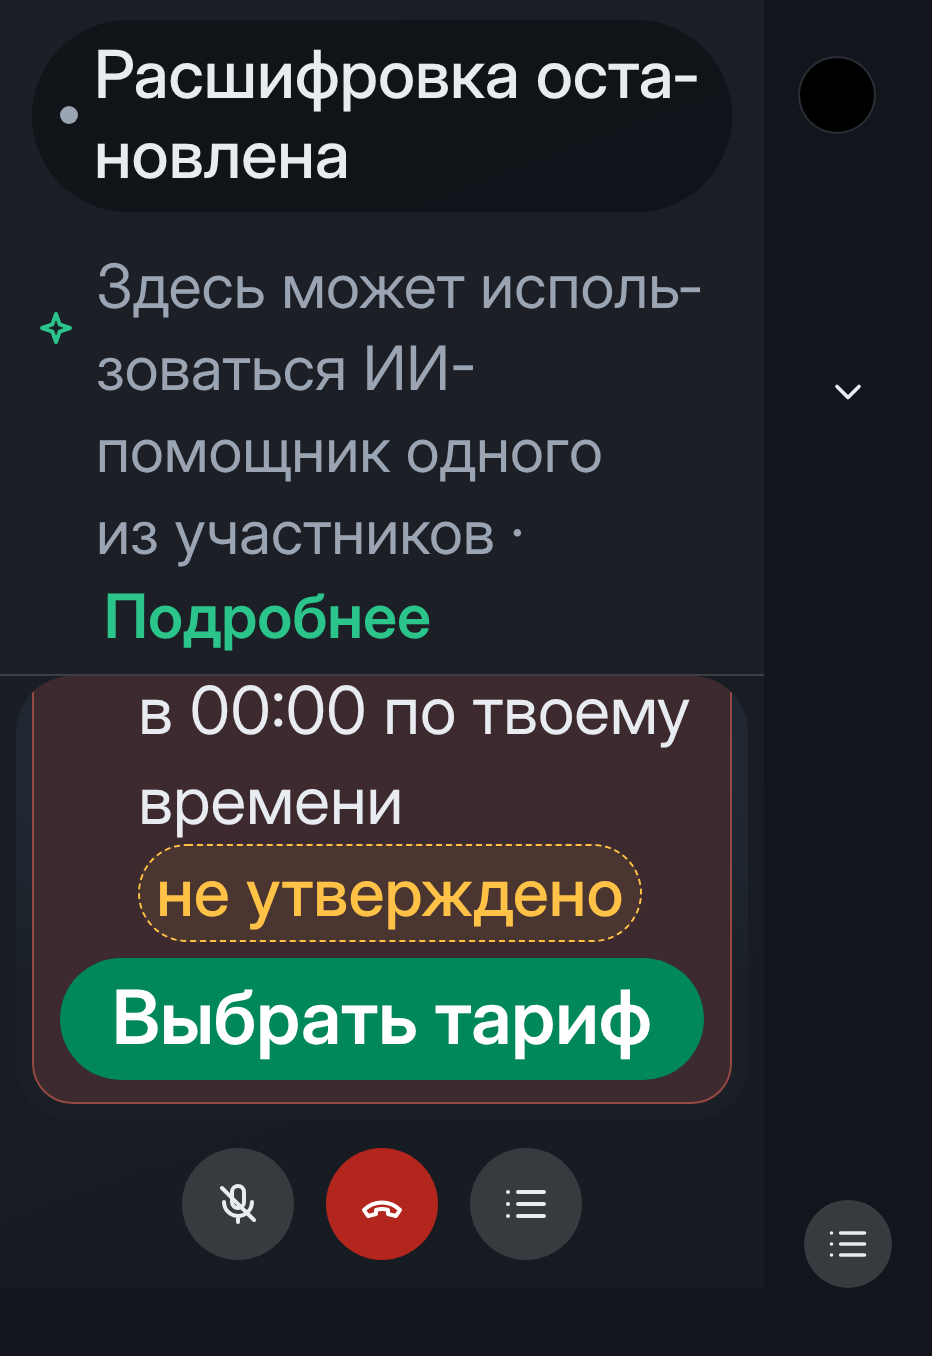 Расшифровка оста-
новлена
Здесь может исполь-
зоваться ИИ-
помощник одного
из участников ·
Подробнее
в 00:00 по твоему
времени
не утверждено
Выбрать тариф